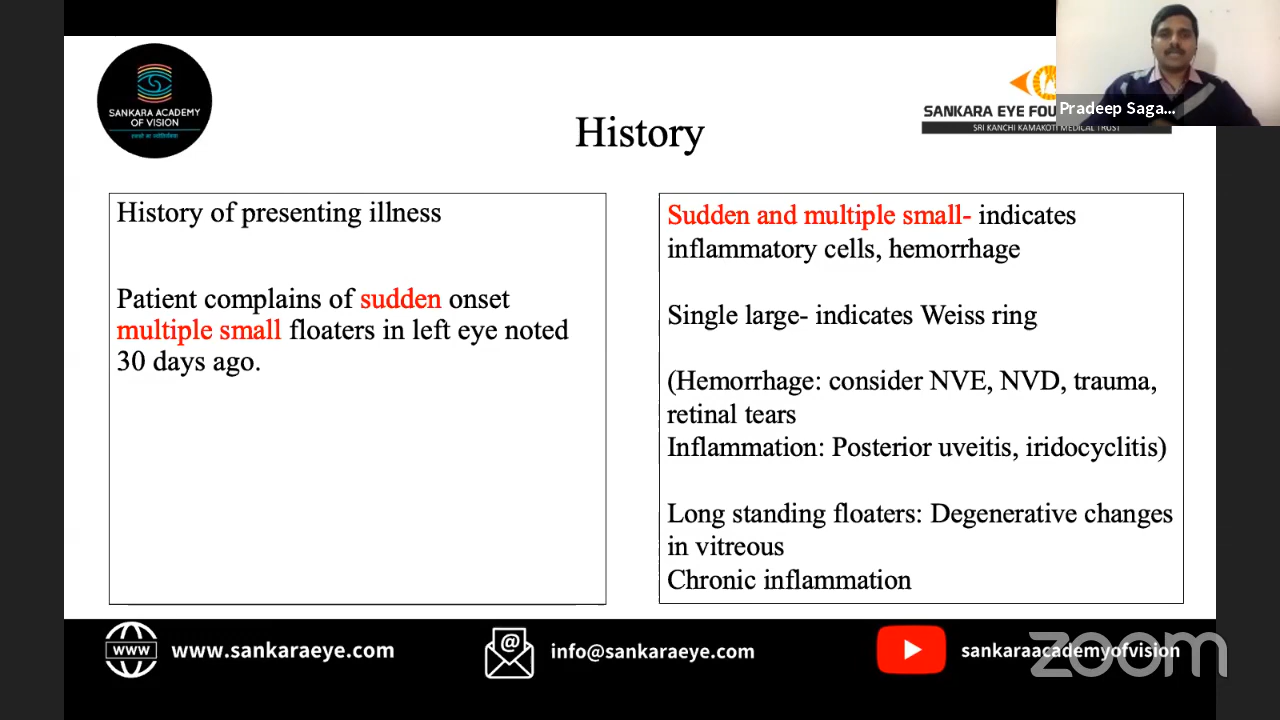 SANKARA ACADEMY
OF VISION
SANKARA EYE FOU
SRI KANCHI KAMAKOTI MEDICAL TRUST
Pradeep Saga...
History
History of presenting illness
Patient complains of sudden onset
multiple small floaters in left eye noted
30 days ago.
Sudden and multiple small- indicates
inflammatory cells, hemorrhage
Single large- indicates Weiss ring
(Hemorrhage: consider NVE, NVD, trauma,
retinal tears
Inflammation: Posterior uveitis, iridocyclitis)
Long standing floaters: Degenerative changes
in vitreous
Chronic inflammation
www
www.sankaraeye.com
@
info@sankaraeye.com
sankaraacademyofvision
zoom